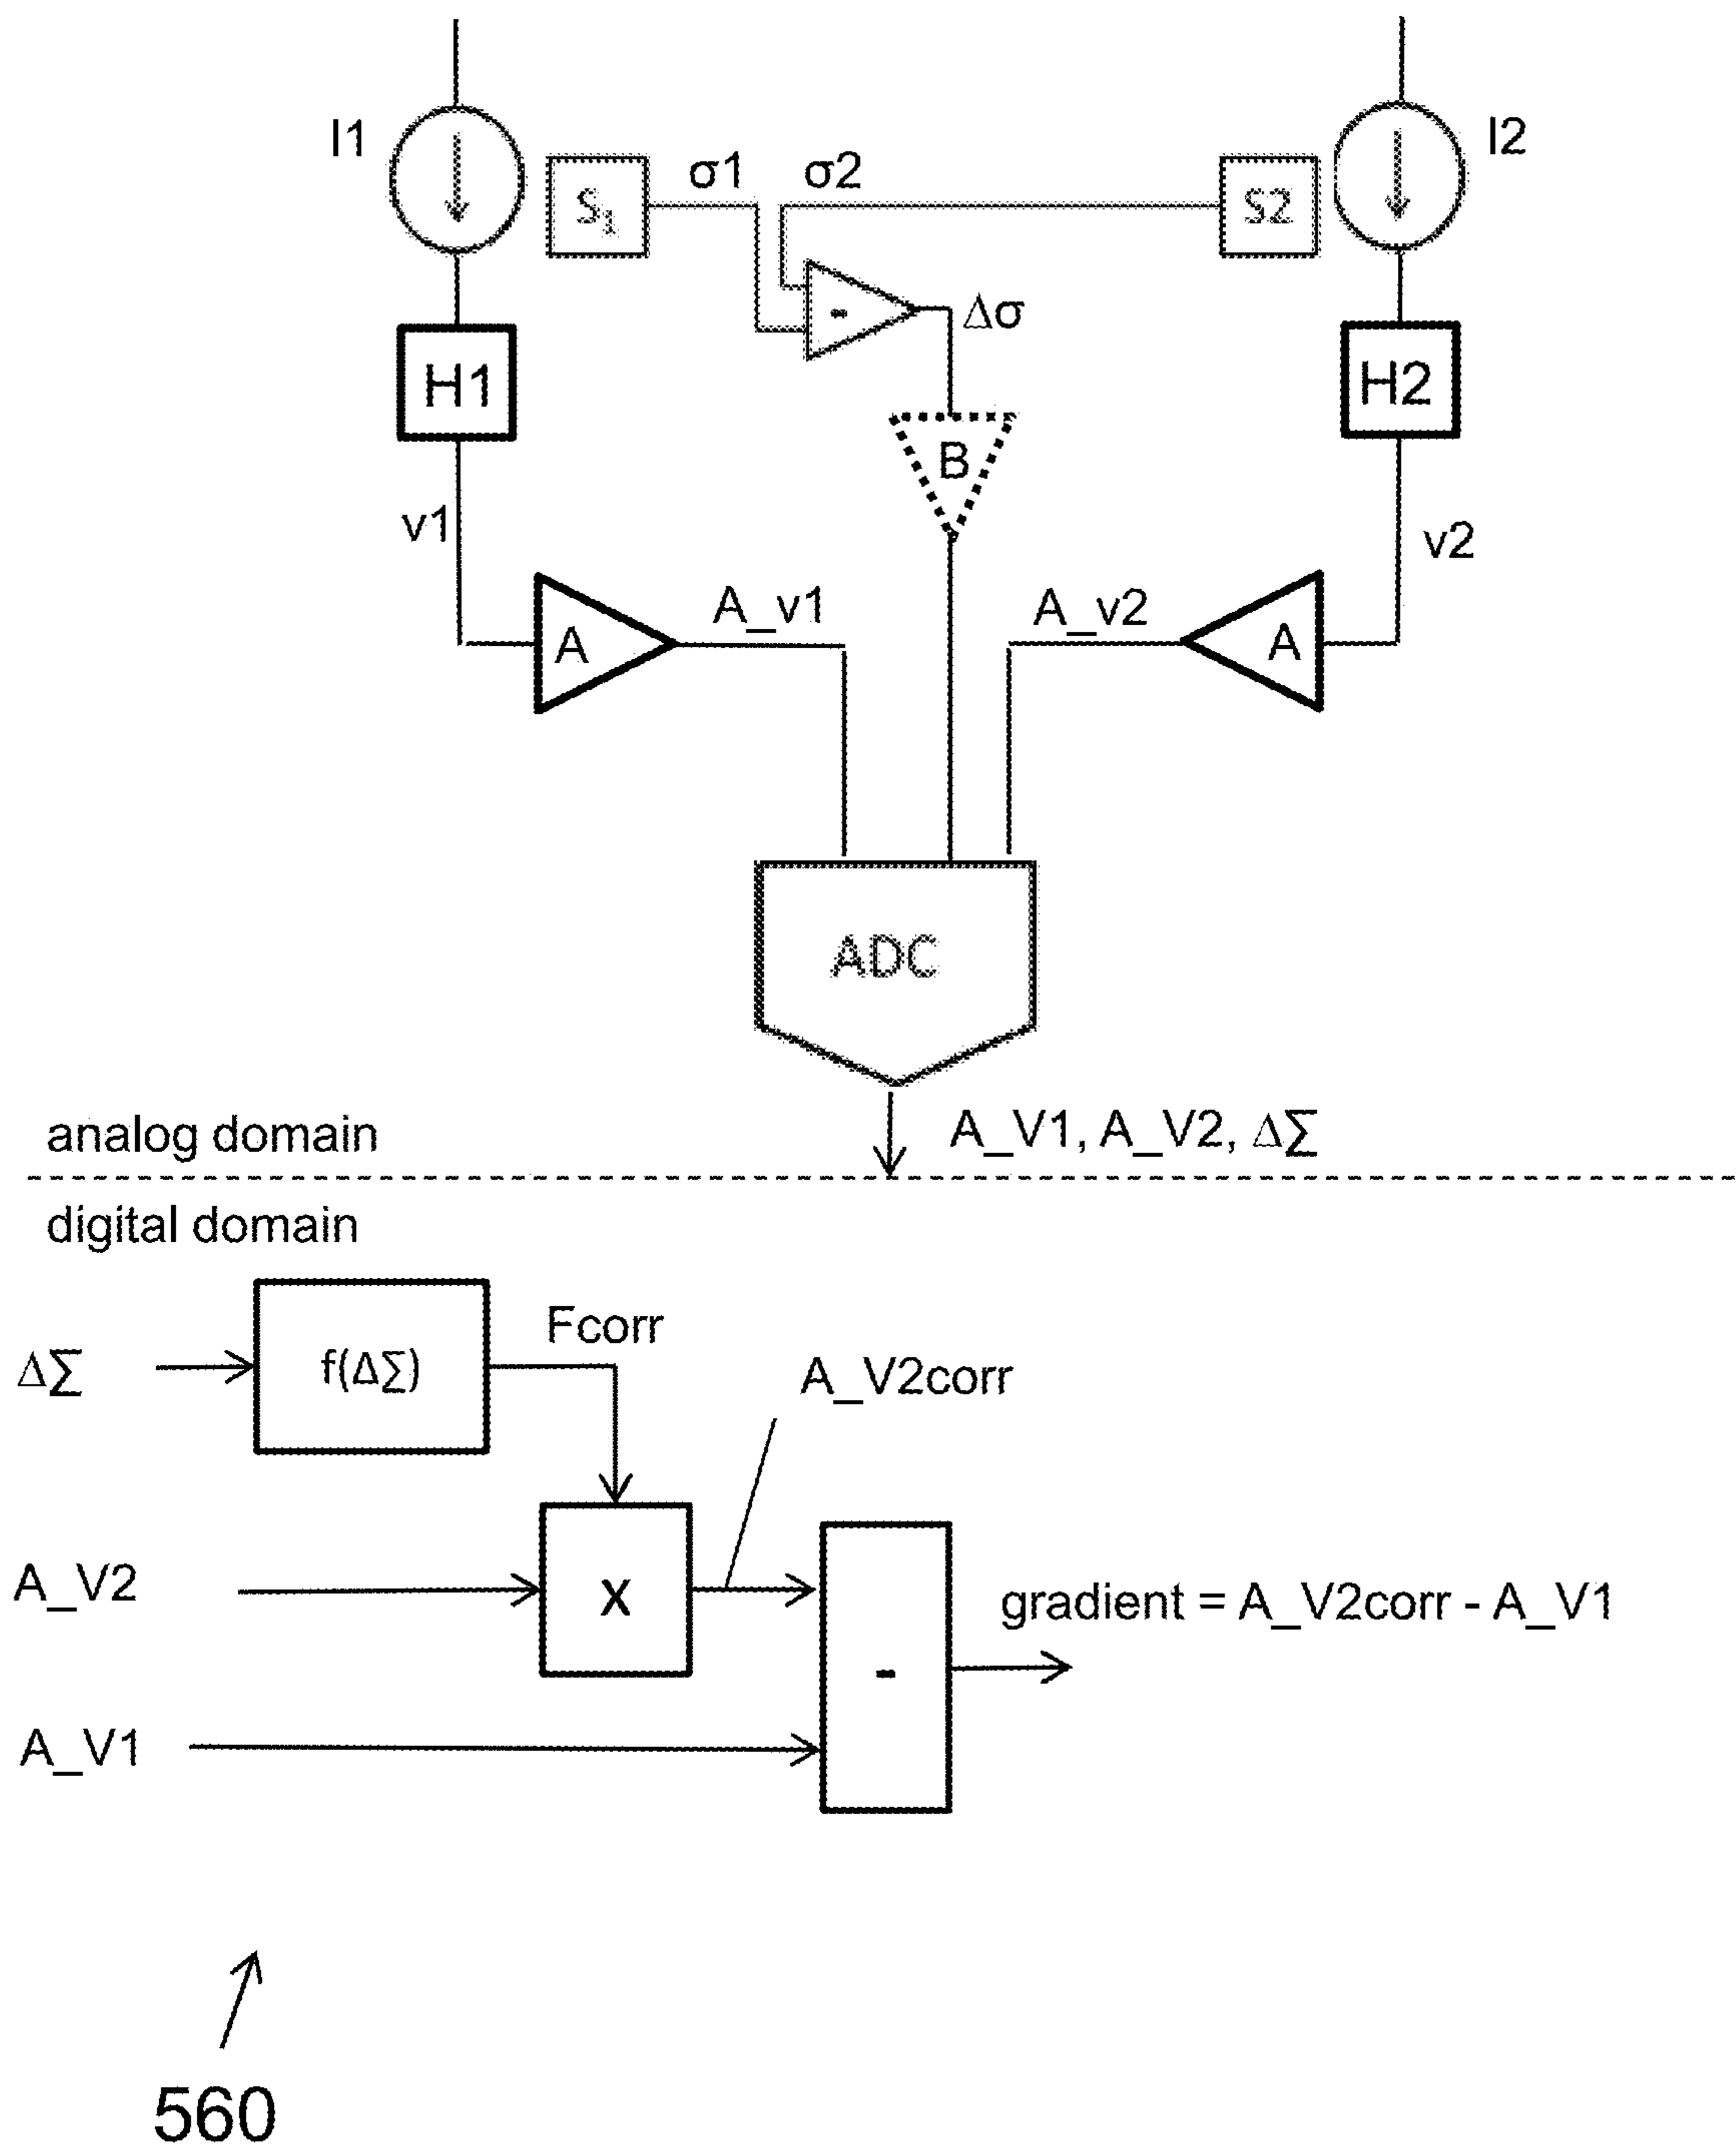 I1
I2
σ1
σ2
S1
S2
-
Δσ
H1
H2
B
v1
v2
A
A_v1
A_v2
A
ADC
analog domain
A_V1, A_V2, Δ∑
digital domain
Fcorr
Δ∑
f(Δ∑)
A_V2corr
A_V2
X
gradient = A_V2corr - A_V1
-
A_V1
560